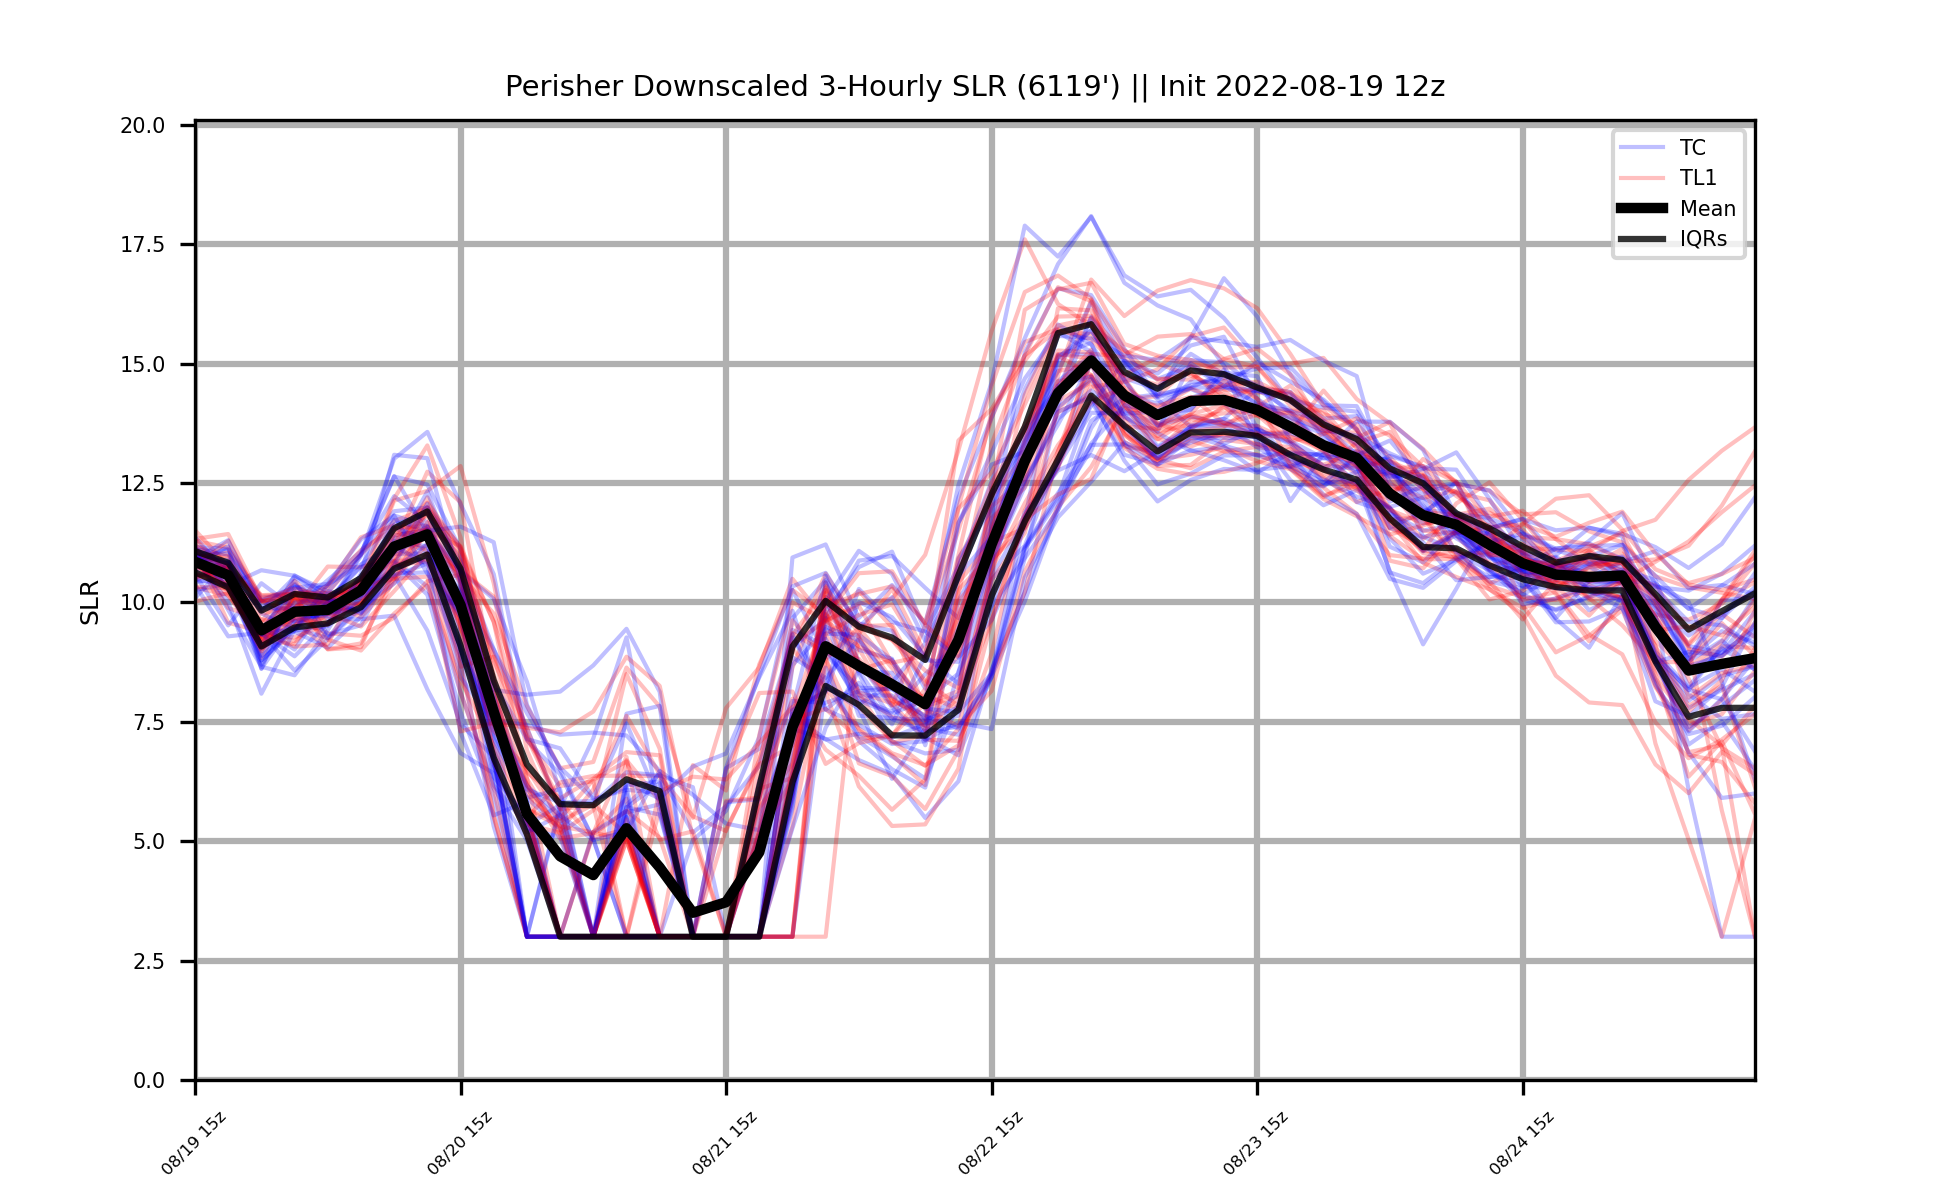 Perisher Downscaled 3-Hourly SLR (6119') || Init 2022-08-19 12z
20.0
17.5
15.0
12.5
10.0
7.5
5.0
2.5
0.0
SLR
TC
TL1
Mean
IQRs
08/19 15z
08/20 15z
08/21 15z
08/22 15z
08/23 15z
08/24 15z